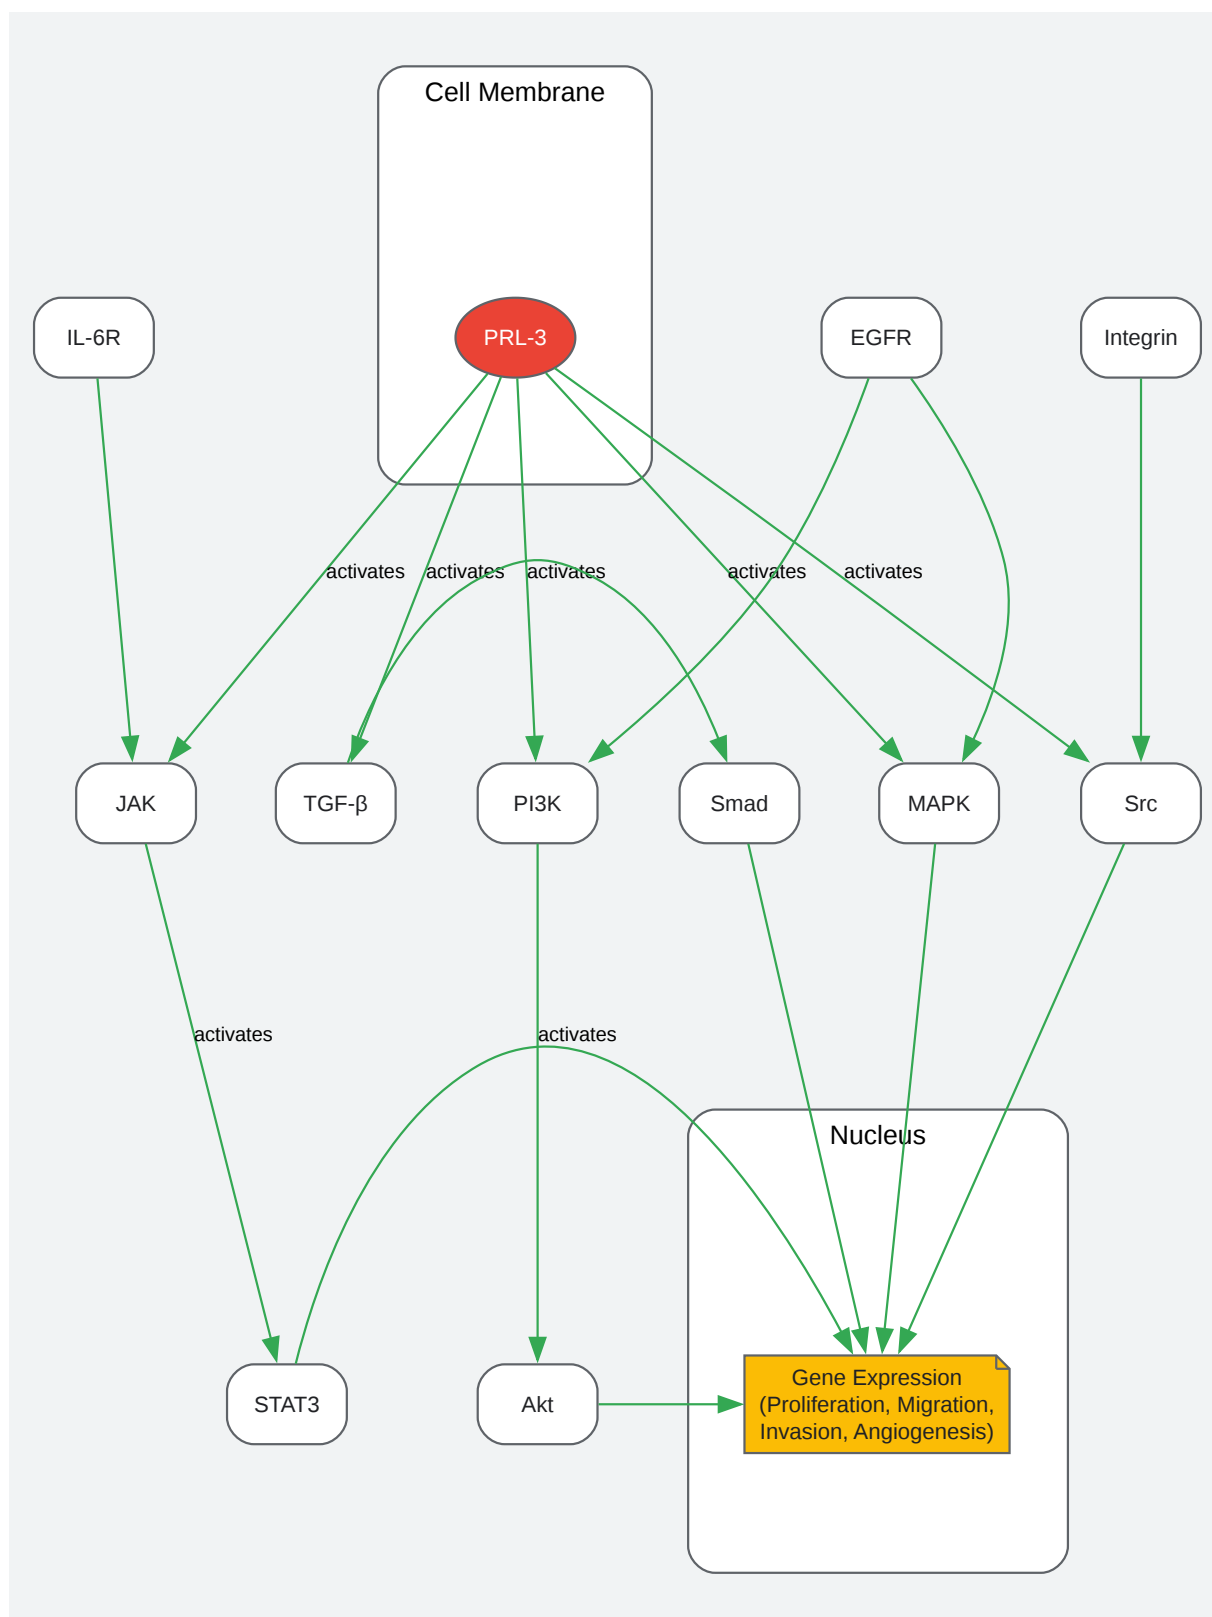 Cell Membrane
IL-6R
PRL-3
EGFR
Integrin
activates
activates
activates
activates
activates
JAK
TGF-β
PI3K
Smad
MAPK
Src
activates
activates
Nucleus
STAT3
Akt
Gene Expression
(Proliferation, Migration,
Invasion, Angiogenesis)